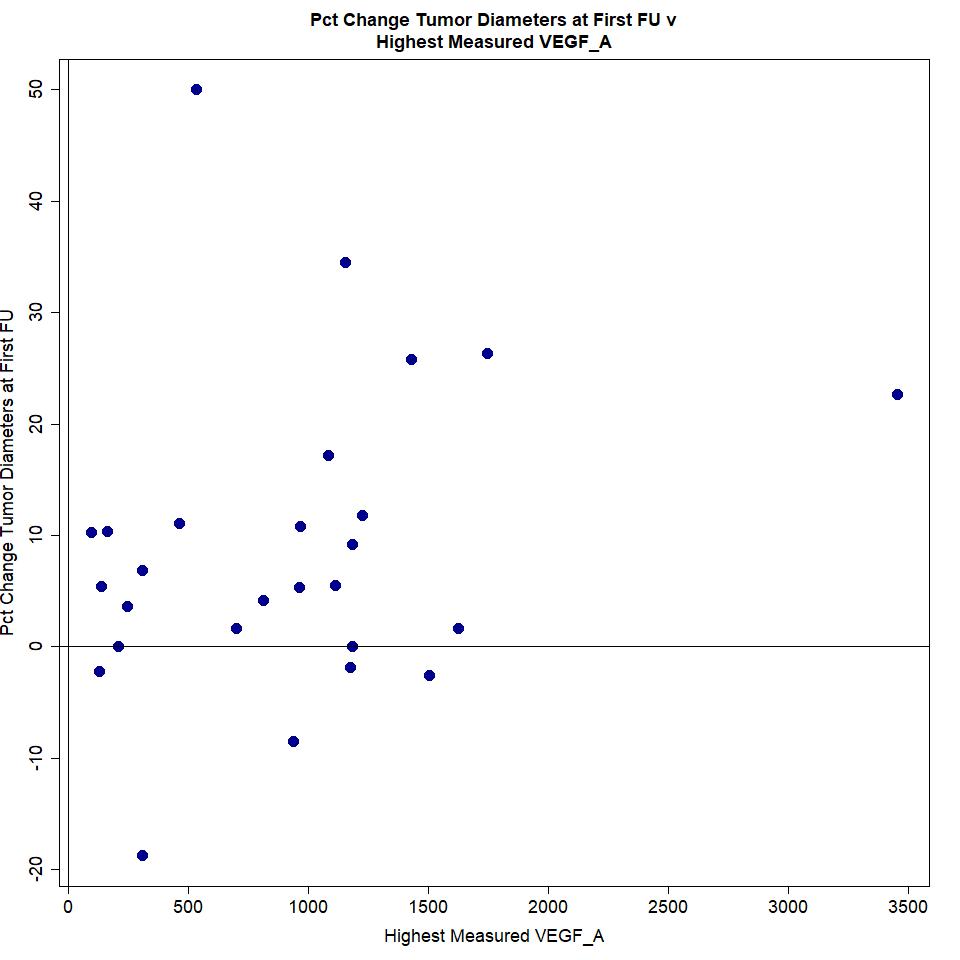 Pct Change Tumor Diameters at First FU v
Highest Measured VEGF_A
Pct Change Tumor Diameters at First FU
50
40
30
20
10
0
-10
-20
0 500 1000 1500 2000 2500 3000 3500
Highest Measured VEGF_A